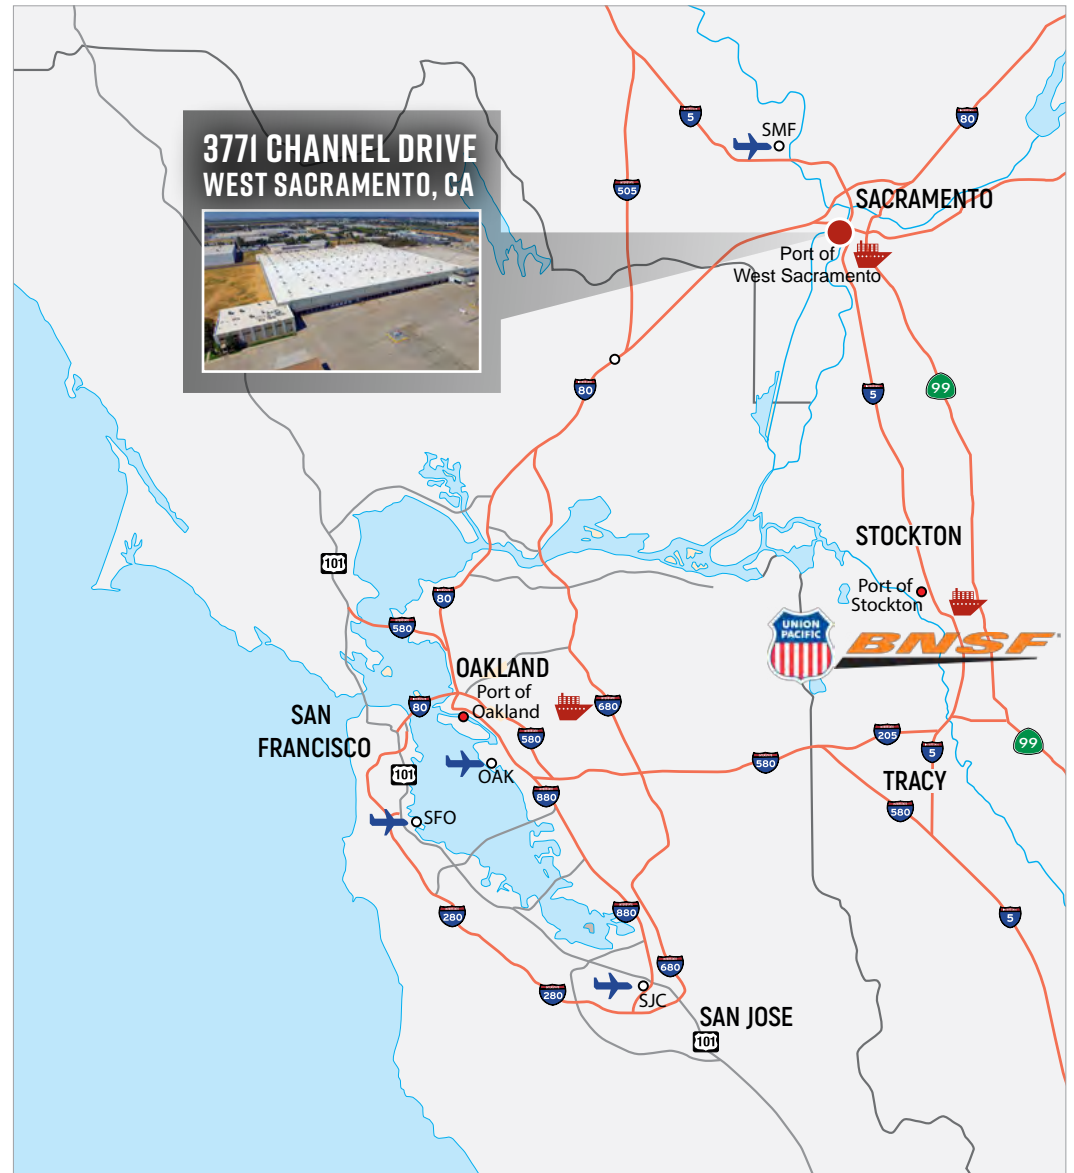 3771 CHANNEL DRIVE
WEST SACRAMENTO, CA
5
SMF
80
505
SACRAMENTO
Port of
West Sacramento
80
5
99
101
STOCKTON
Port of
Stockton
80
580
UNION
PACIFIC
BNSF
OAKLAND
Port of
Oakland
80
680
SAN
FRANCISCO
580
205
99
5
580
101
OAK
880
TRACY
580
SFO
280
880
5
680
280
SJC
SAN JOSE
101